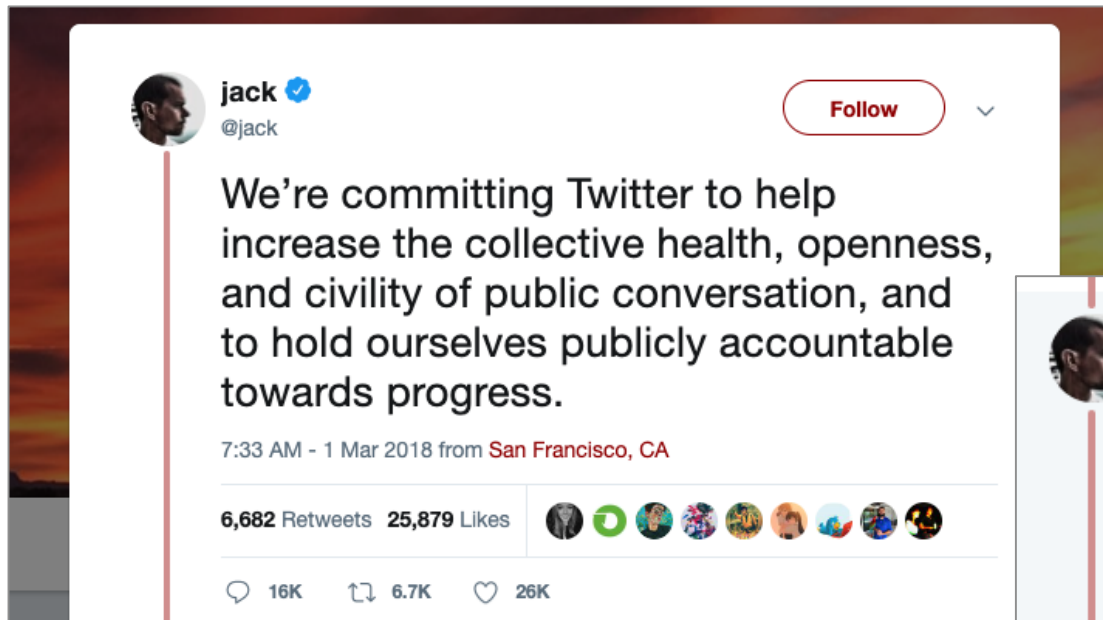 jack
@jack
Follow
We’re committing Twitter to help
increase the collective health, openness,
and civility of public conversation, and
to hold ourselves publicly accountable
towards progress.
7:33 AM - 1 Mar 2018 from San Francisco, CA
6,682 Retweets 25,879 Likes
16K 6.7K 26K